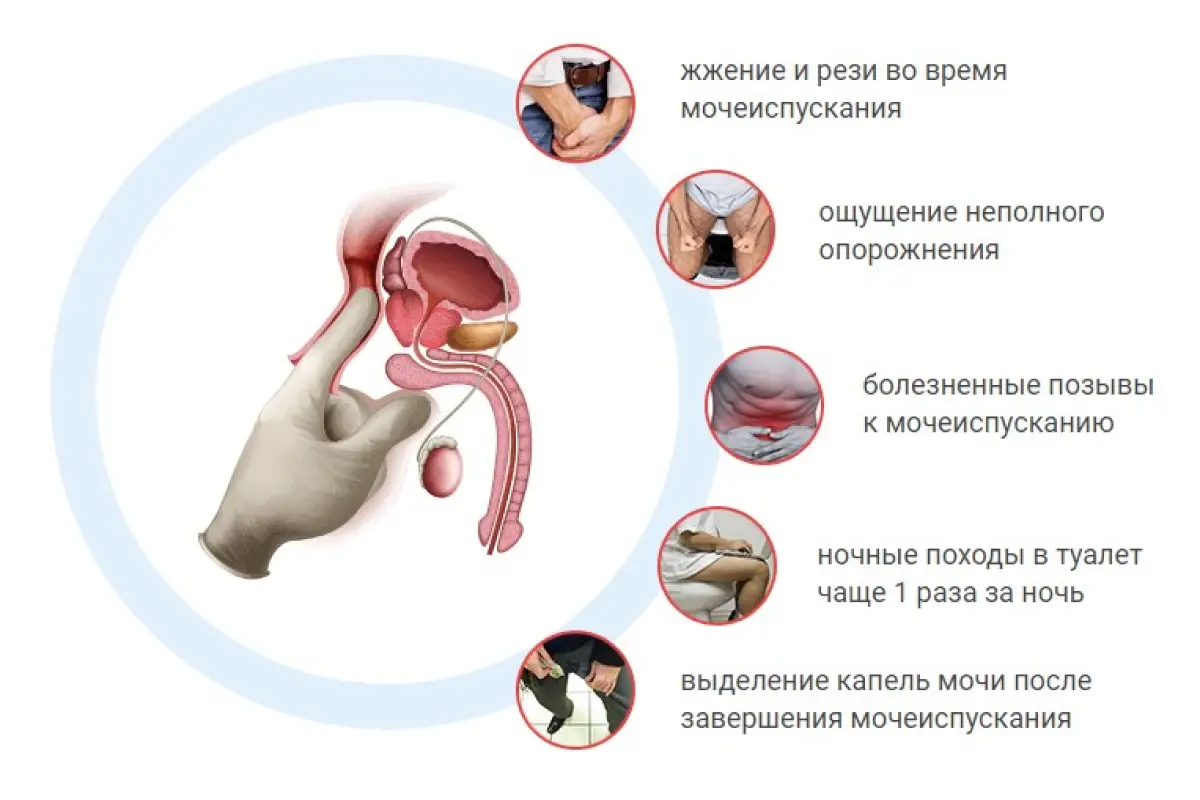 жжение и рези во время
мочеиспускания
ощущение неполного
опорожнения
болезненные позывы
к мочеиспусканию
ночные походы в туалет
чаще 1 раза за ночь
выделение капель мочи после
завершения мочеиспускания